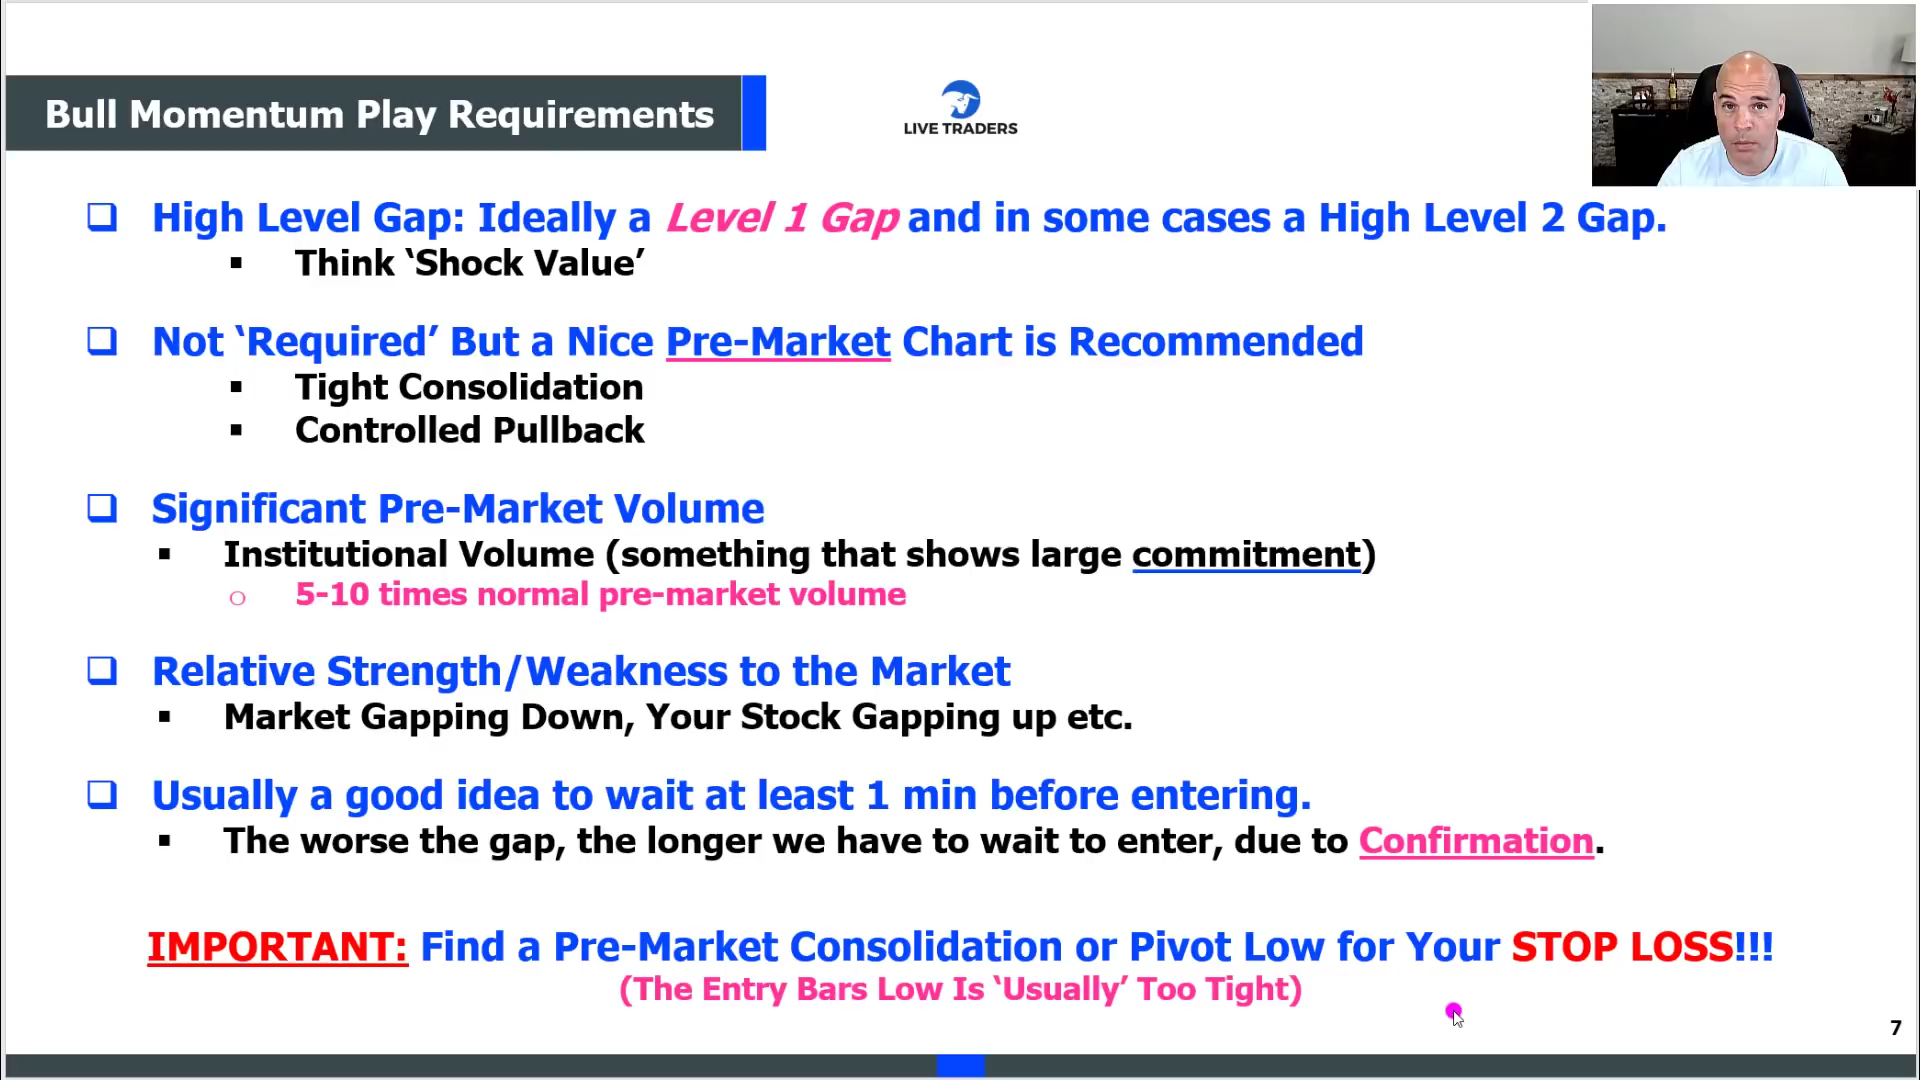 Bull Momentum Play Requirements
LIVE TRADERS
High Level Gap: Ideally a Level 1 Gap and in some cases a High Level 2 Gap.
Think ‘Shock Value’
Not ‘Required’ But a Nice Pre-Market Chart is Recommended
Tight Consolidation
Controlled Pullback
Significant Pre-Market Volume
Institutional Volume (something that shows large commitment)
5-10 times normal pre-market volume
Relative Strength/Weakness to the Market
Market Gapping Down, Your Stock Gapping up etc.
Usually a good idea to wait at least 1 min before entering.
The worse the gap, the longer we have to wait to enter, due to Confirmation.
IMPORTANT: Find a Pre-Market Consolidation or Pivot Low for Your STOP LOSS!!!
(The Entry Bars Low Is ‘Usually’ Too Tight)
7